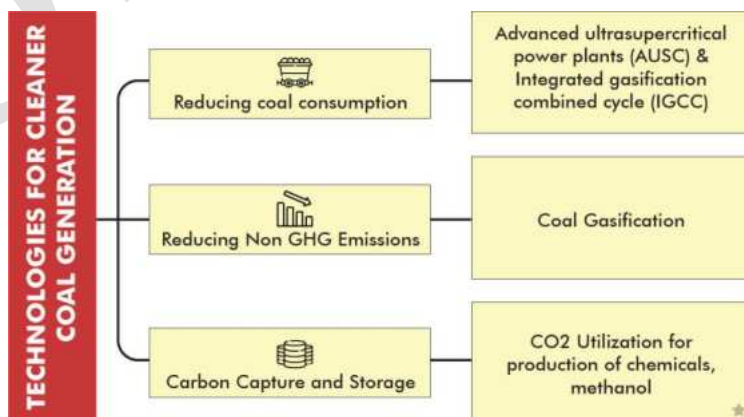 TECHNOLOGIES FOR CLEANER
COAL GENERATION
Reducing coal consumption
Advanced ultrasupercritical
power plants (AUSC) &
Integrated gasification
combined cycle (IGCC)
Reducing Non GHG Emissions
Coal Gasification
Carbon Capture and Storage
CO2 Utilization for
production of chemicals,
methanol